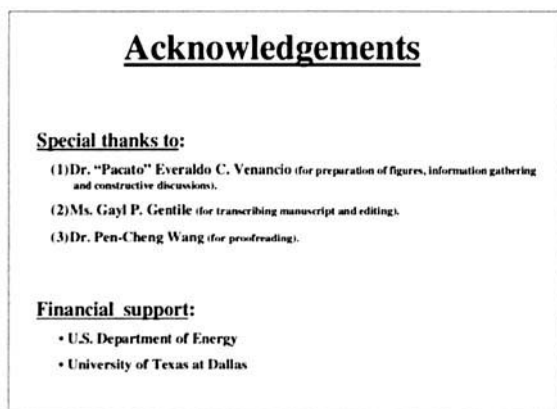 Acknowledgements
Special thanks to:
(1)Dr. "Pacato" Everaldo C. Venancio (for preparation of figures, information gathering
and constructive discussions).
(2)Ms. Gayl P. Gentile (for transcribing manuscript and editing).
(3)Dr. Pen-Cheng Wang (for proofreading).
Financial support:
• U.S. Department of Energy
• University of Texas at Dallas